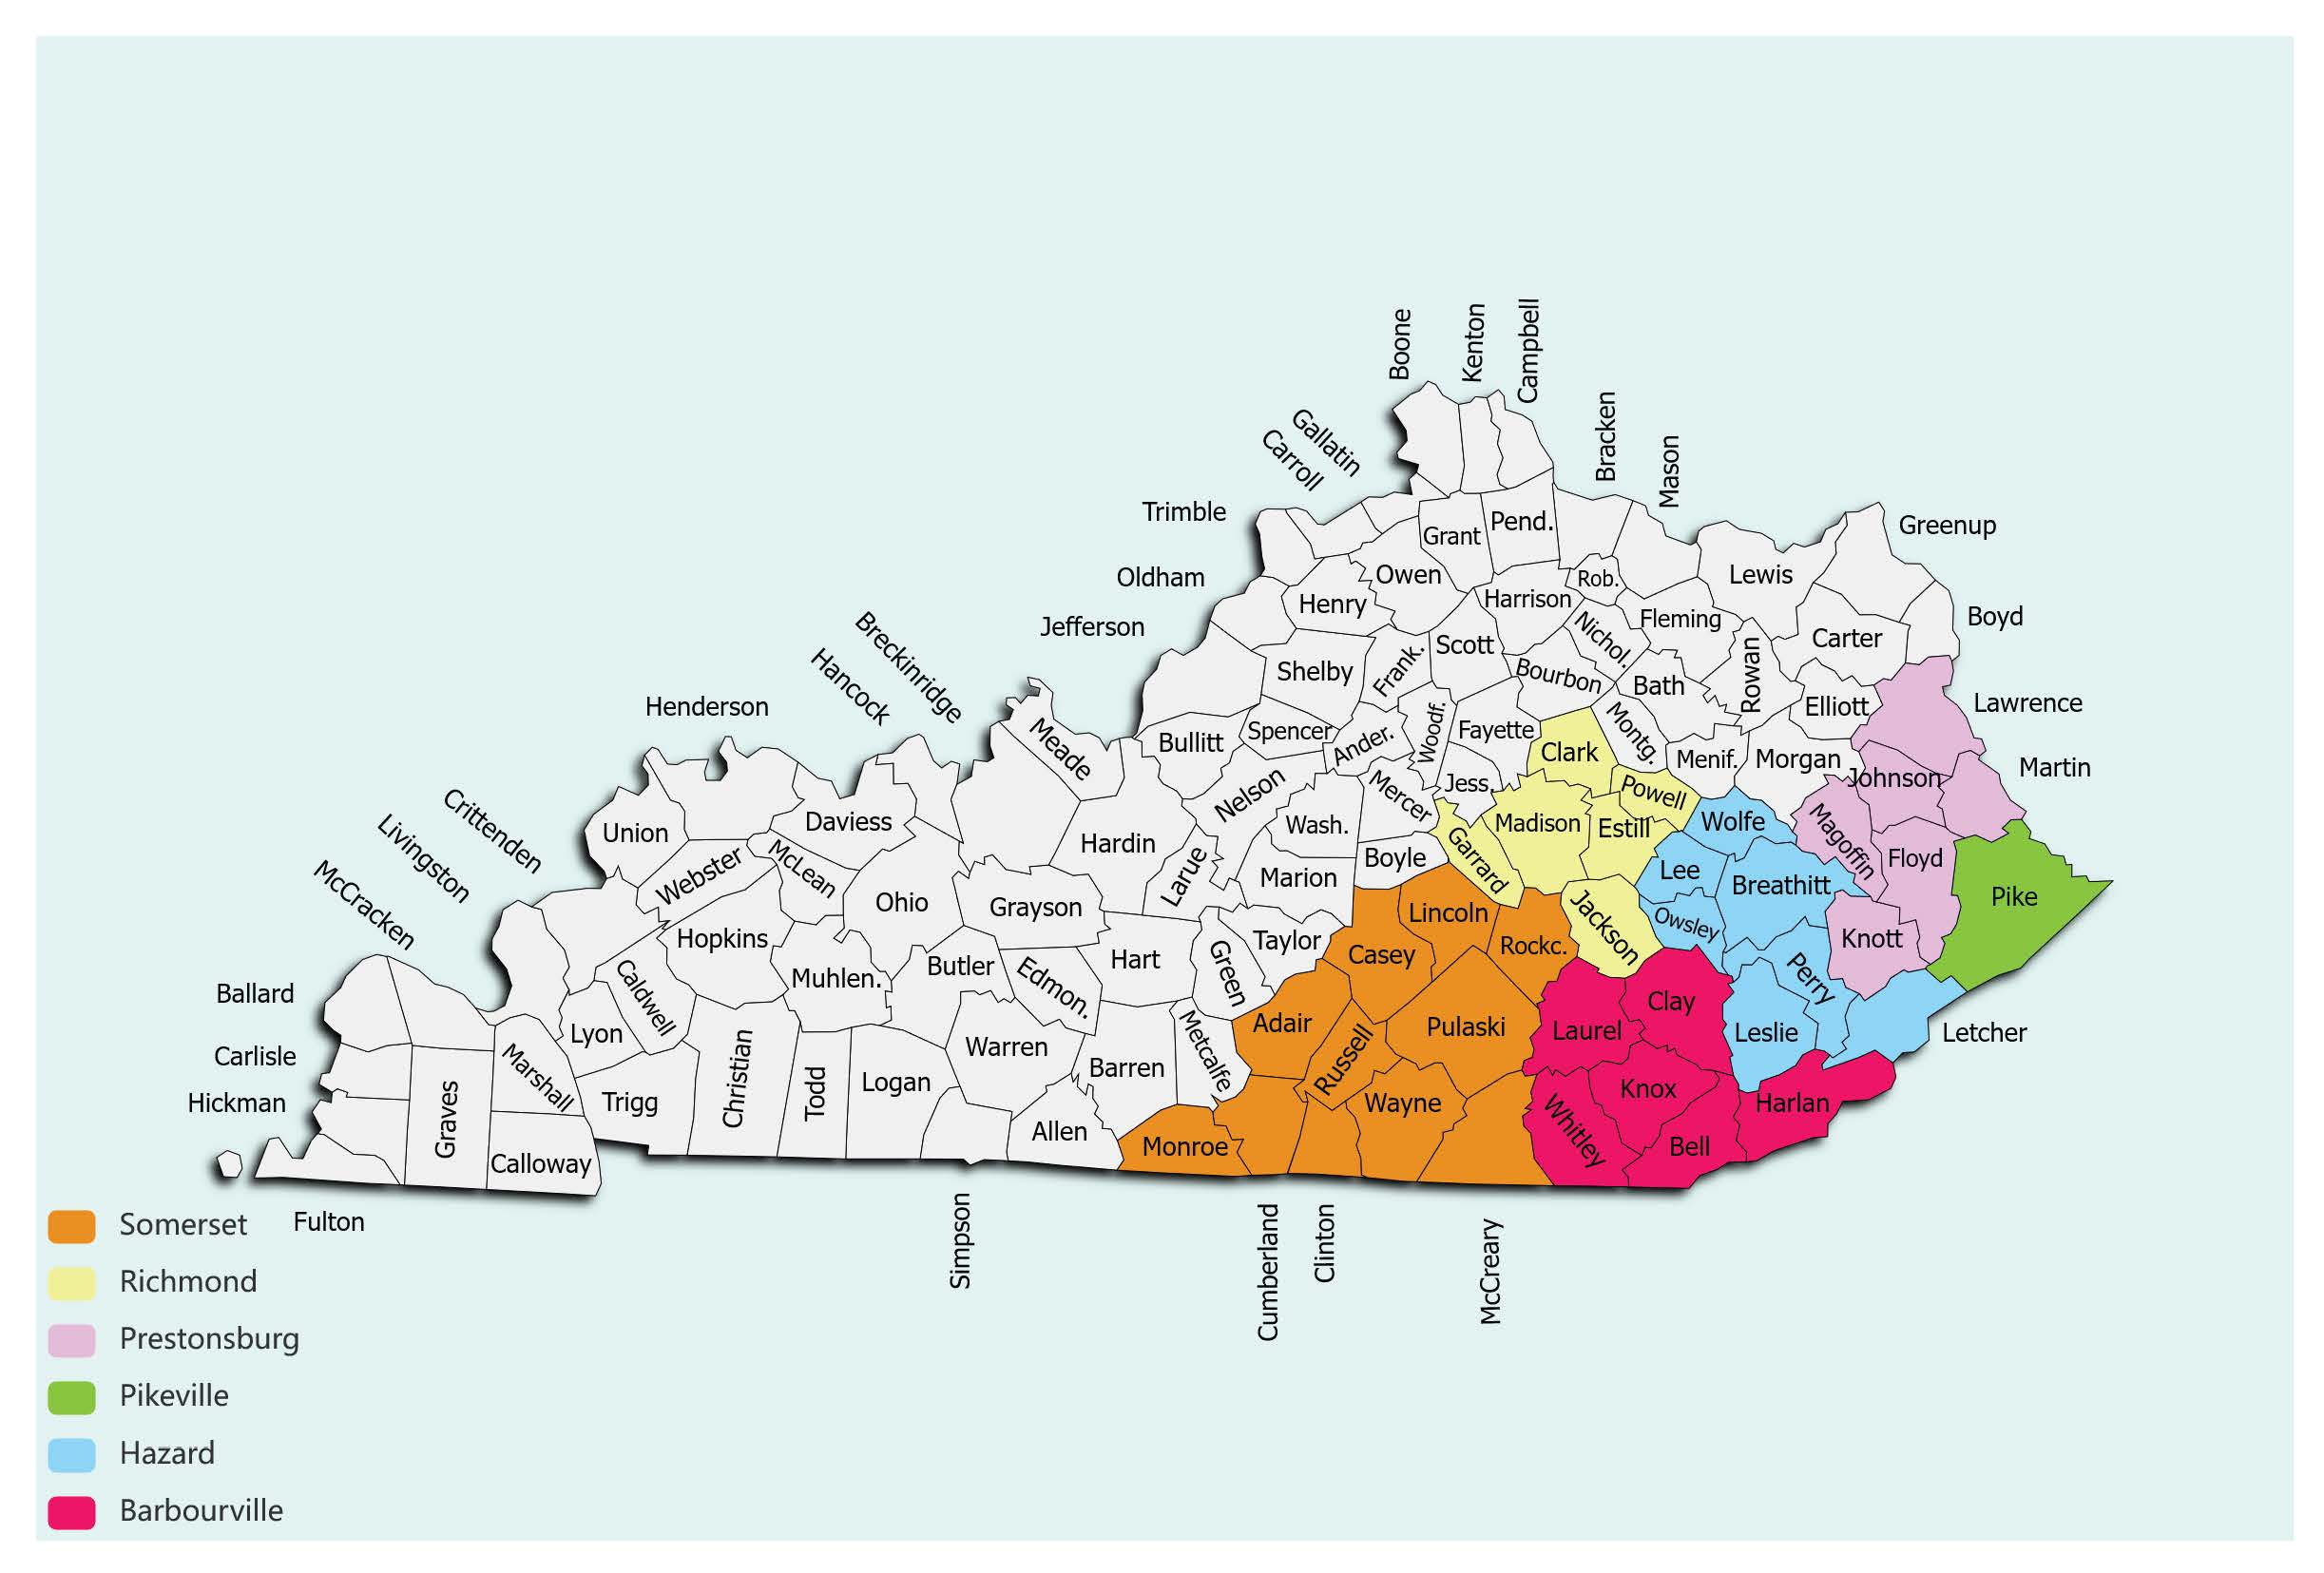 Boone
Kenton
Campbell
Gallatin
Carroll
Bracken
Mason
Trimble
Grant
Pend.
Greenup
Oldham
Owen
Rob.
Lewis
Henry
Harrison
Fleming
Boyd
Jefferson
Scott
Nichol.
Carter
Breckinridge
Hancock
Shelby
Frank.
Bourbon
Bath
Rowan
Elliott
Lawrence
Henderson
Meade
Bullitt
Spencer
Ander.
Woodf.
Fayette
Clark
Montg.
Menif.
Morgan
Johnson
Martin
Crittenden
Livingston
Union
Daviess
Nelson
Mercer
Jess.
Powell
Wash.
Madison
Estill
Wolfe
Magoffin
Floyd
McCracken
Webster
McLean
Hardin
Larue
Boyle
Garrard
Lee
Breathitt
Pike
Marion
Ohio
Grayson
Lincoln
Jackson
Owsley
Knott
Hopkins
Taylor
Rockc.
Casey
Muhlen.
Butler
Edmon.
Hart
Green
Perry
Ballard
Caldwell
Lyon
Clay
Adair
Pulaski
Laurel
Leslie
Letcher
Carlisle
Marshall
Christian
Warren
Metcalfe
Russell
Barren
Logan
Todd
Trigg
Knox
Hickman
Graves
Wayne
Whitley
Harlan
Allen
Monroe
Bell
Calloway
Fulton
Simpson
Cumberland
Clinton
McCreary
Somerset
Richmond
Prestonsburg
Pikeville
Hazard
Barbourville